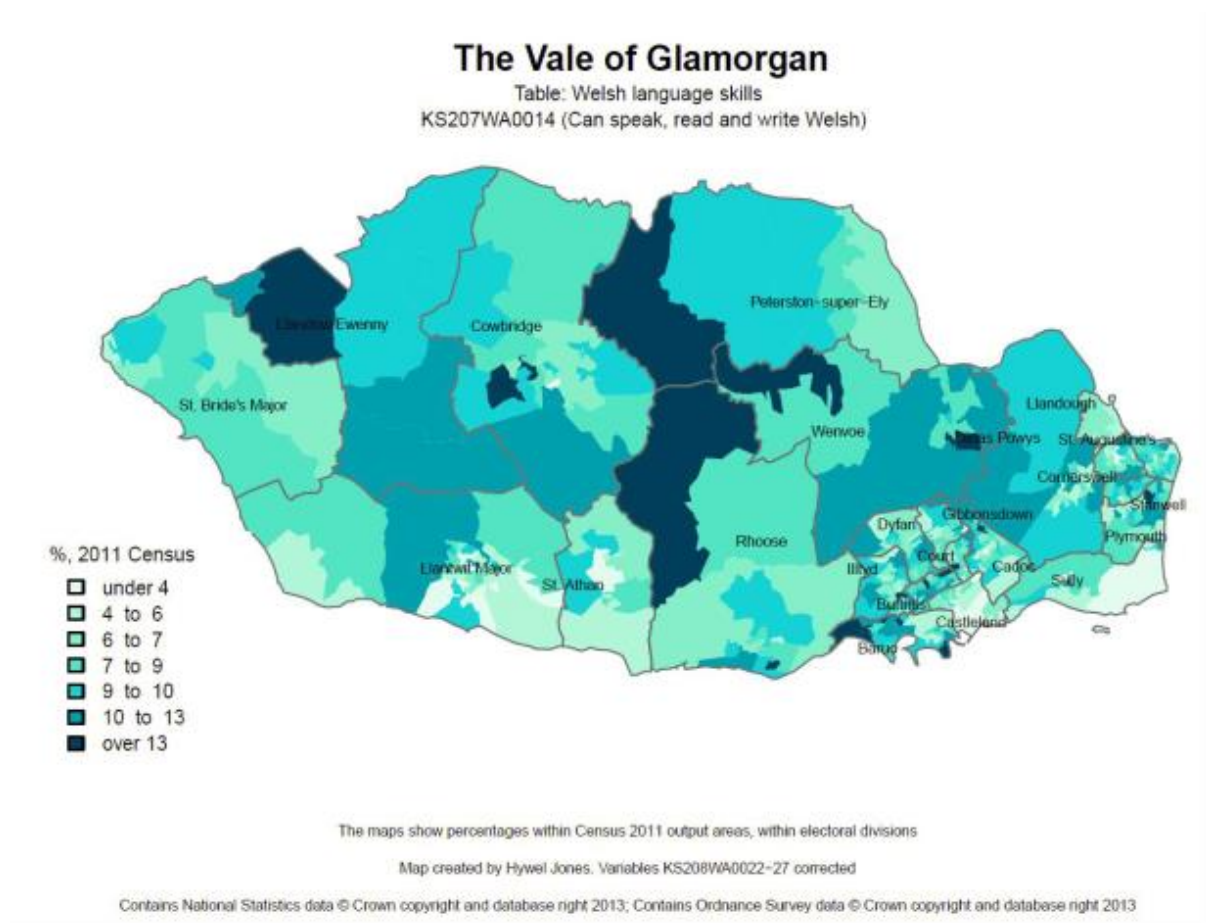 The Vale of Glamorgan
Table: Welsh language skills
KS207WA0014 (Can speak, read and write Welsh)
Peterston-super-Ely
Ewenny
Cowbridge
St. Bride's Major
Llandough
Wenvoe
Dinas Powys
St. Augustine's
Cornerswell
Stanwell
Gibbonsdown
Dyfan
Plymouth
Rhoose
Court
Illtyd
Cadoc
Llantwit Major
St. Athan
Sully
Buttrills
Castleland
Baruc
%, 2011 Census
under 4
4 to 6
6 to 7
7 to 9
9 to 10
10 to 13
over 13
The maps show percentages within Census 2011 output areas, within electoral divisions
Map created by Hywel Jones. Variables KS208WA0022-27 corrected
Contains National Statistics data © Crown copyright and database right 2013; Contains Ordnance Survey data © Crown copyright and database right 2013